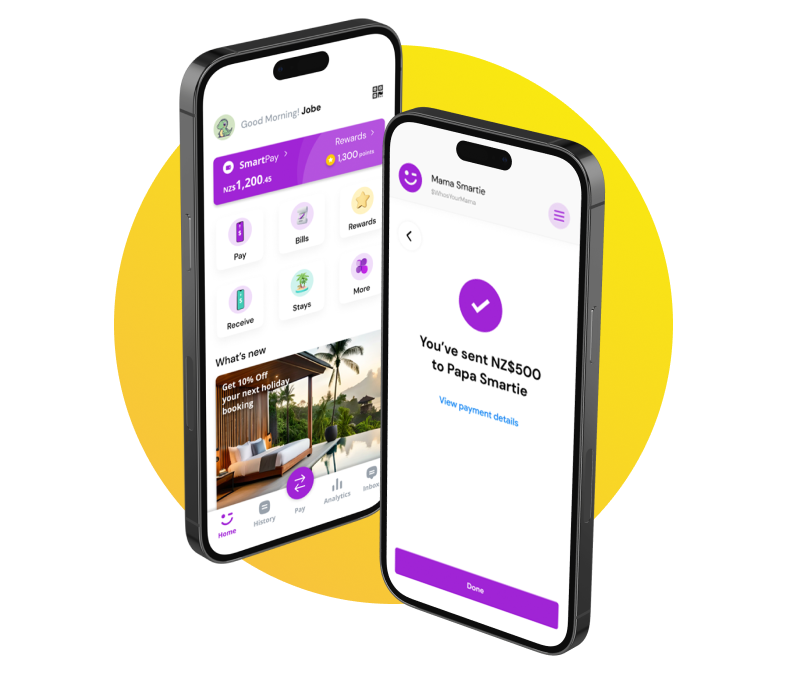 Good Morning! Jobe
SmartPay
Rewards
NZ$1,200.45
1,300 points
Pay
Bills
Rewards
Receive
Stays
More
What's new
Get 10% Off
your next holiday
booking
Home
History
Pay
Analytics
Inbox
Mama Smartie
$WhosYourMama
You've sent NZ$500
to Papa Smartie
View payment details
Done